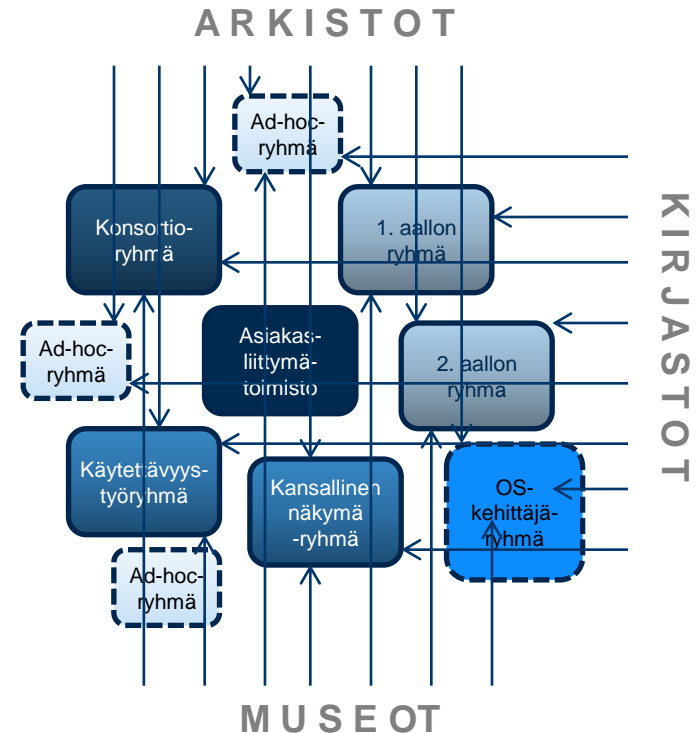 ARKISTOT
Ad-hoc-
ryhmä
Konsortio-
ryhmä
1. aallon
ryhmä
KIRJASTOT
Asiakas-
liittymä-
toimisto
Ad-hoc-
ryhmä
2. aallon
ryhmä
Käytettävyys-
työryhmä
Kansallinen
näkymä
-ryhmä
OS-
kehittäjä-
ryhmä
Ad-hoc-
ryhmä
MUSEOT